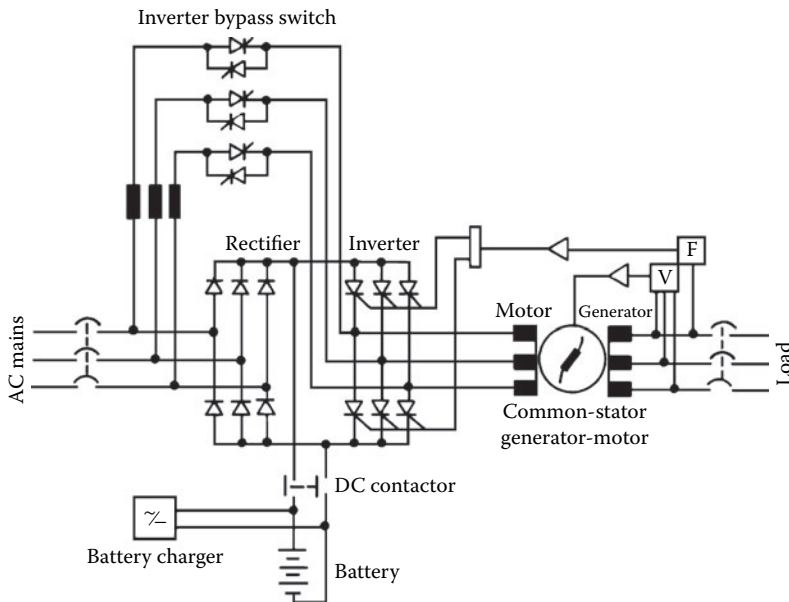 Inverter bypass switch
Rectifier
Inverter
F
V
Motor
Generator
AC mains
Load
Common-stator
generator-motor
DC contactor
~/–
Battery charger
Battery